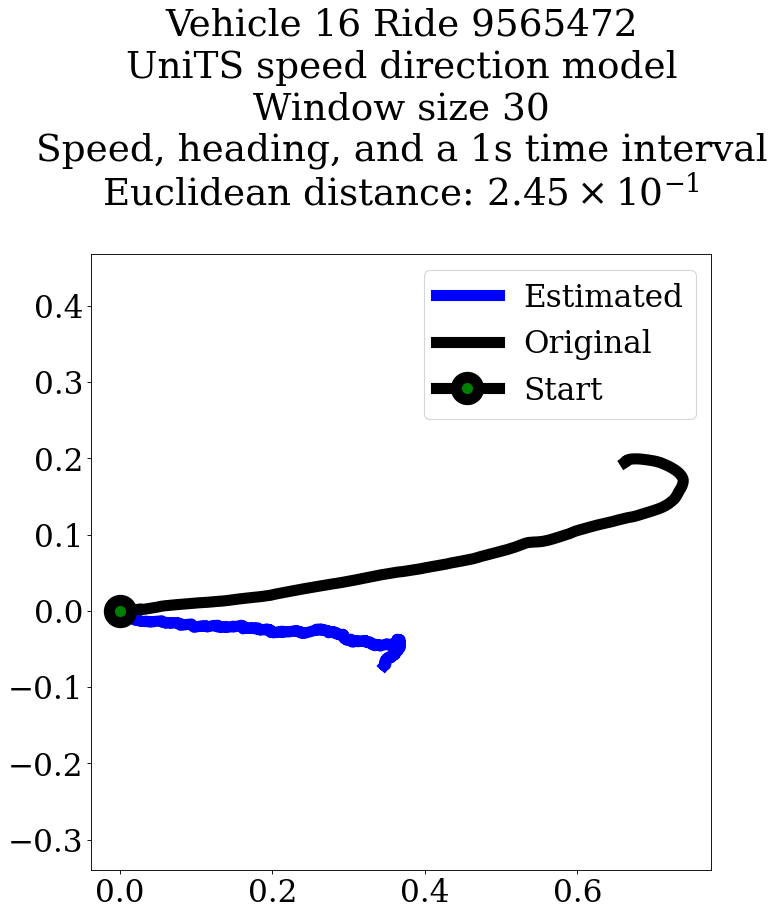 Vehicle 16 Ride 9565472
UniTS speed direction model
Window size 30
Speed, heading, and a 1s time interval
Euclidean distance: 2.45 × 10⁻¹
Estimated
Original
Start
0.4
0.3
0.2
0.1
0.0
−0.1
−0.2
−0.3
0.0 0.2 0.4 0.6